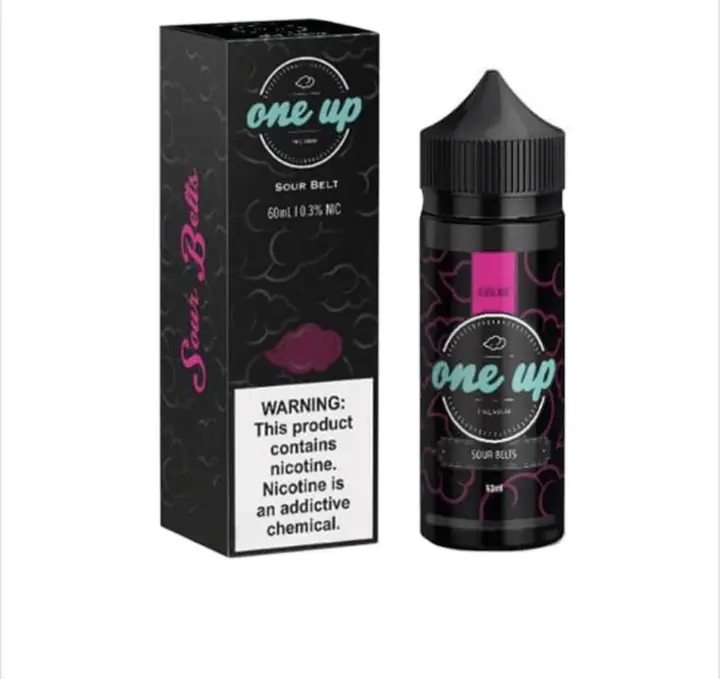 Sour Belts
one up
SOUR BELT
60mL | 0.3% NIC
WARNING:
This product
contains
nicotine.
Nicotine is
an addictive
chemical.
one up
SOUR BELTS
60ml